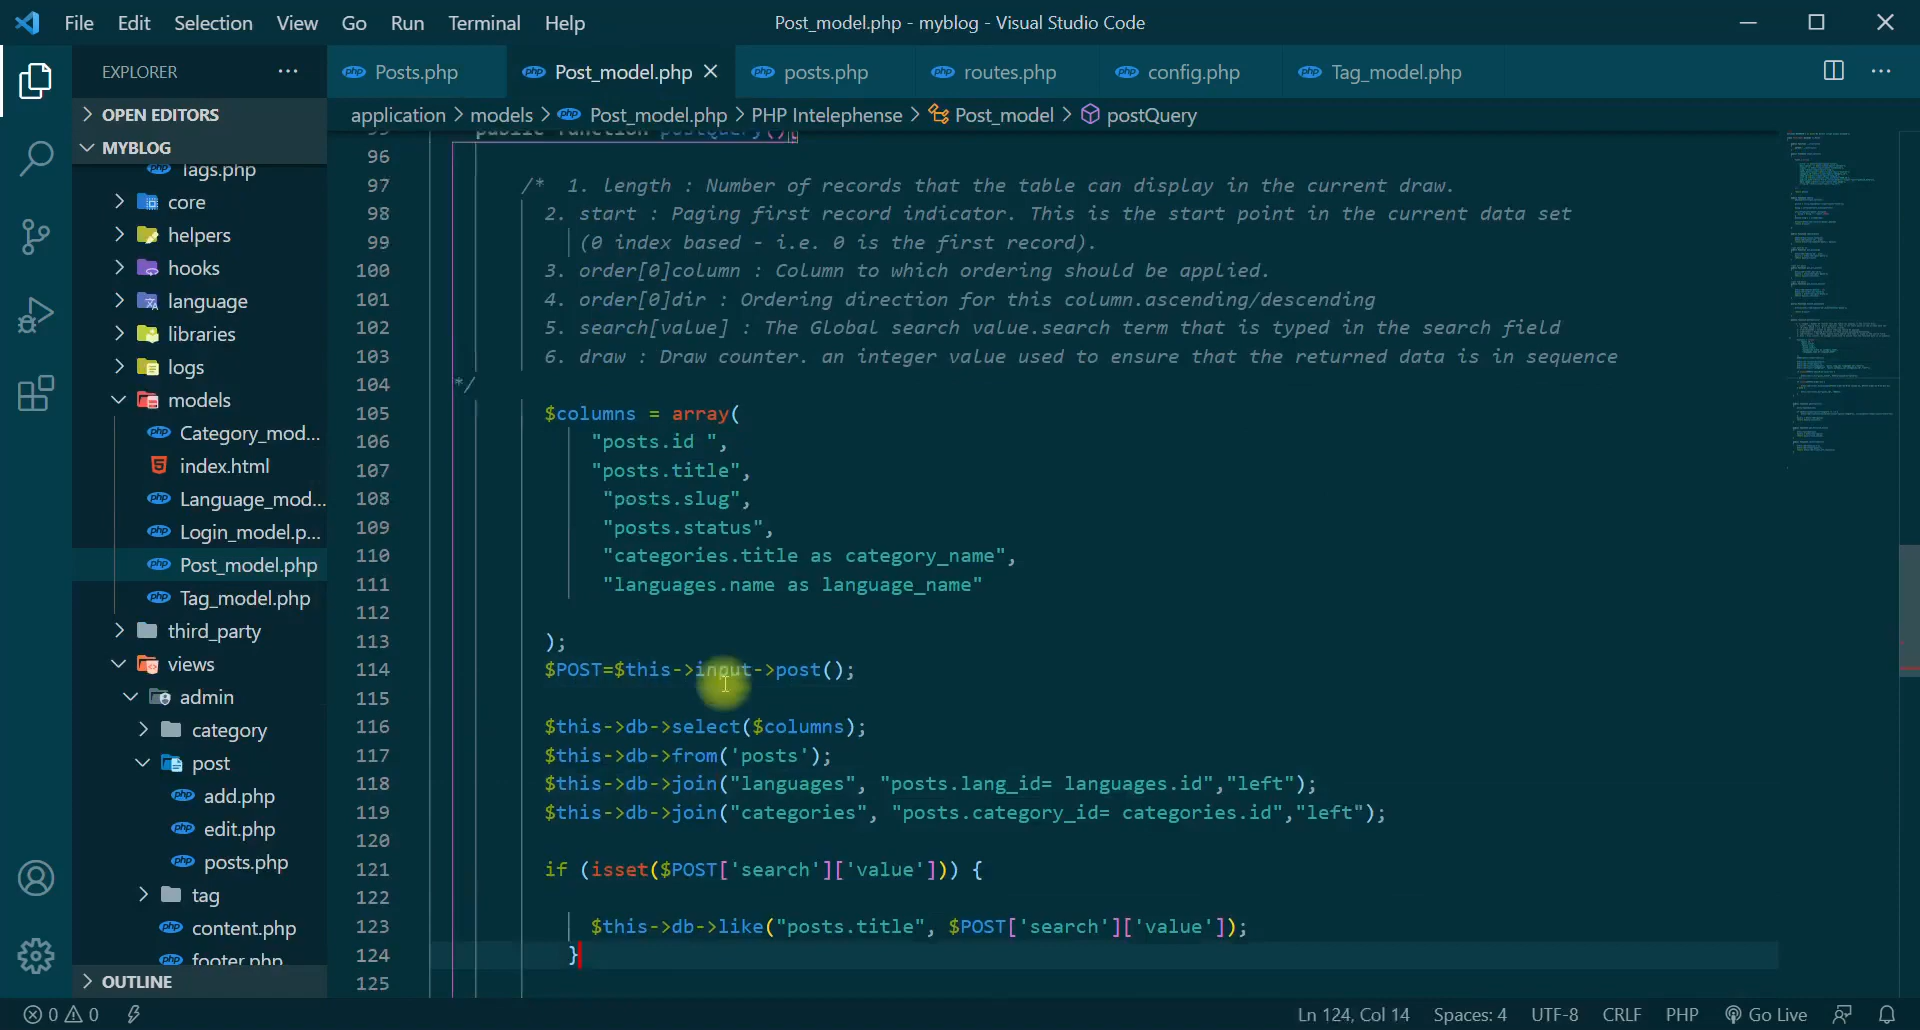 File Edit Selection View Go Run Terminal Help
Post_model.php - myblog - Visual Studio Code
EXPLORER
Posts.php Post_model.php posts.php routes.php config.php Tag_model.php
application > models > Post_model.php > PHP Intelephense > Post_model > postQuery
OPEN EDITORS
MYBLOG
Tags.php
core
helpers
hooks
language
libraries
logs
models
Category_mod...
index.html
Language_mod...
Login_model.p...
Post_model.php
Tag_model.php
third_party
views
admin
category
post
add.php
edit.php
posts.php
tag
content.php
footer.php
OUTLINE
95 public function postQuery(){
96
97 /* 1. length : Number of records that the table can display in the current draw.
98 2. start : Paging first record indicator. This is the start point in the current data set
99 (0 index based - i.e. 0 is the first record).
100 3. order[0]column : Column to which ordering should be applied.
101 4. order[0]dir : Ordering direction for this column.ascending/descending
102 5. search[value] : The Global search value.search term that is typed in the search field
103 6. draw : Draw counter. an integer value used to ensure that the returned data is in sequence
104 */
105 $columns = array(
106 "posts.id ",
107 "posts.title",
108 "posts.slug",
109 "posts.status",
110 "categories.title as category_name",
111 "languages.name as language_name"
112
113 );
114 $POST=$this->input->post();
115
116 $this->db->select($columns);
117 $this->db->from('posts');
118 $this->db->join("languages", "posts.lang_id= languages.id","left");
119 $this->db->join("categories", "posts.category_id= categories.id","left");
120
121 if (isset($POST['search']['value'])) {
122
123 $this->db->like("posts.title", $POST['search']['value']);
124 }
125
0 0
Ln 124, Col 14 Spaces: 4 UTF-8 CRLF PHP Go Live